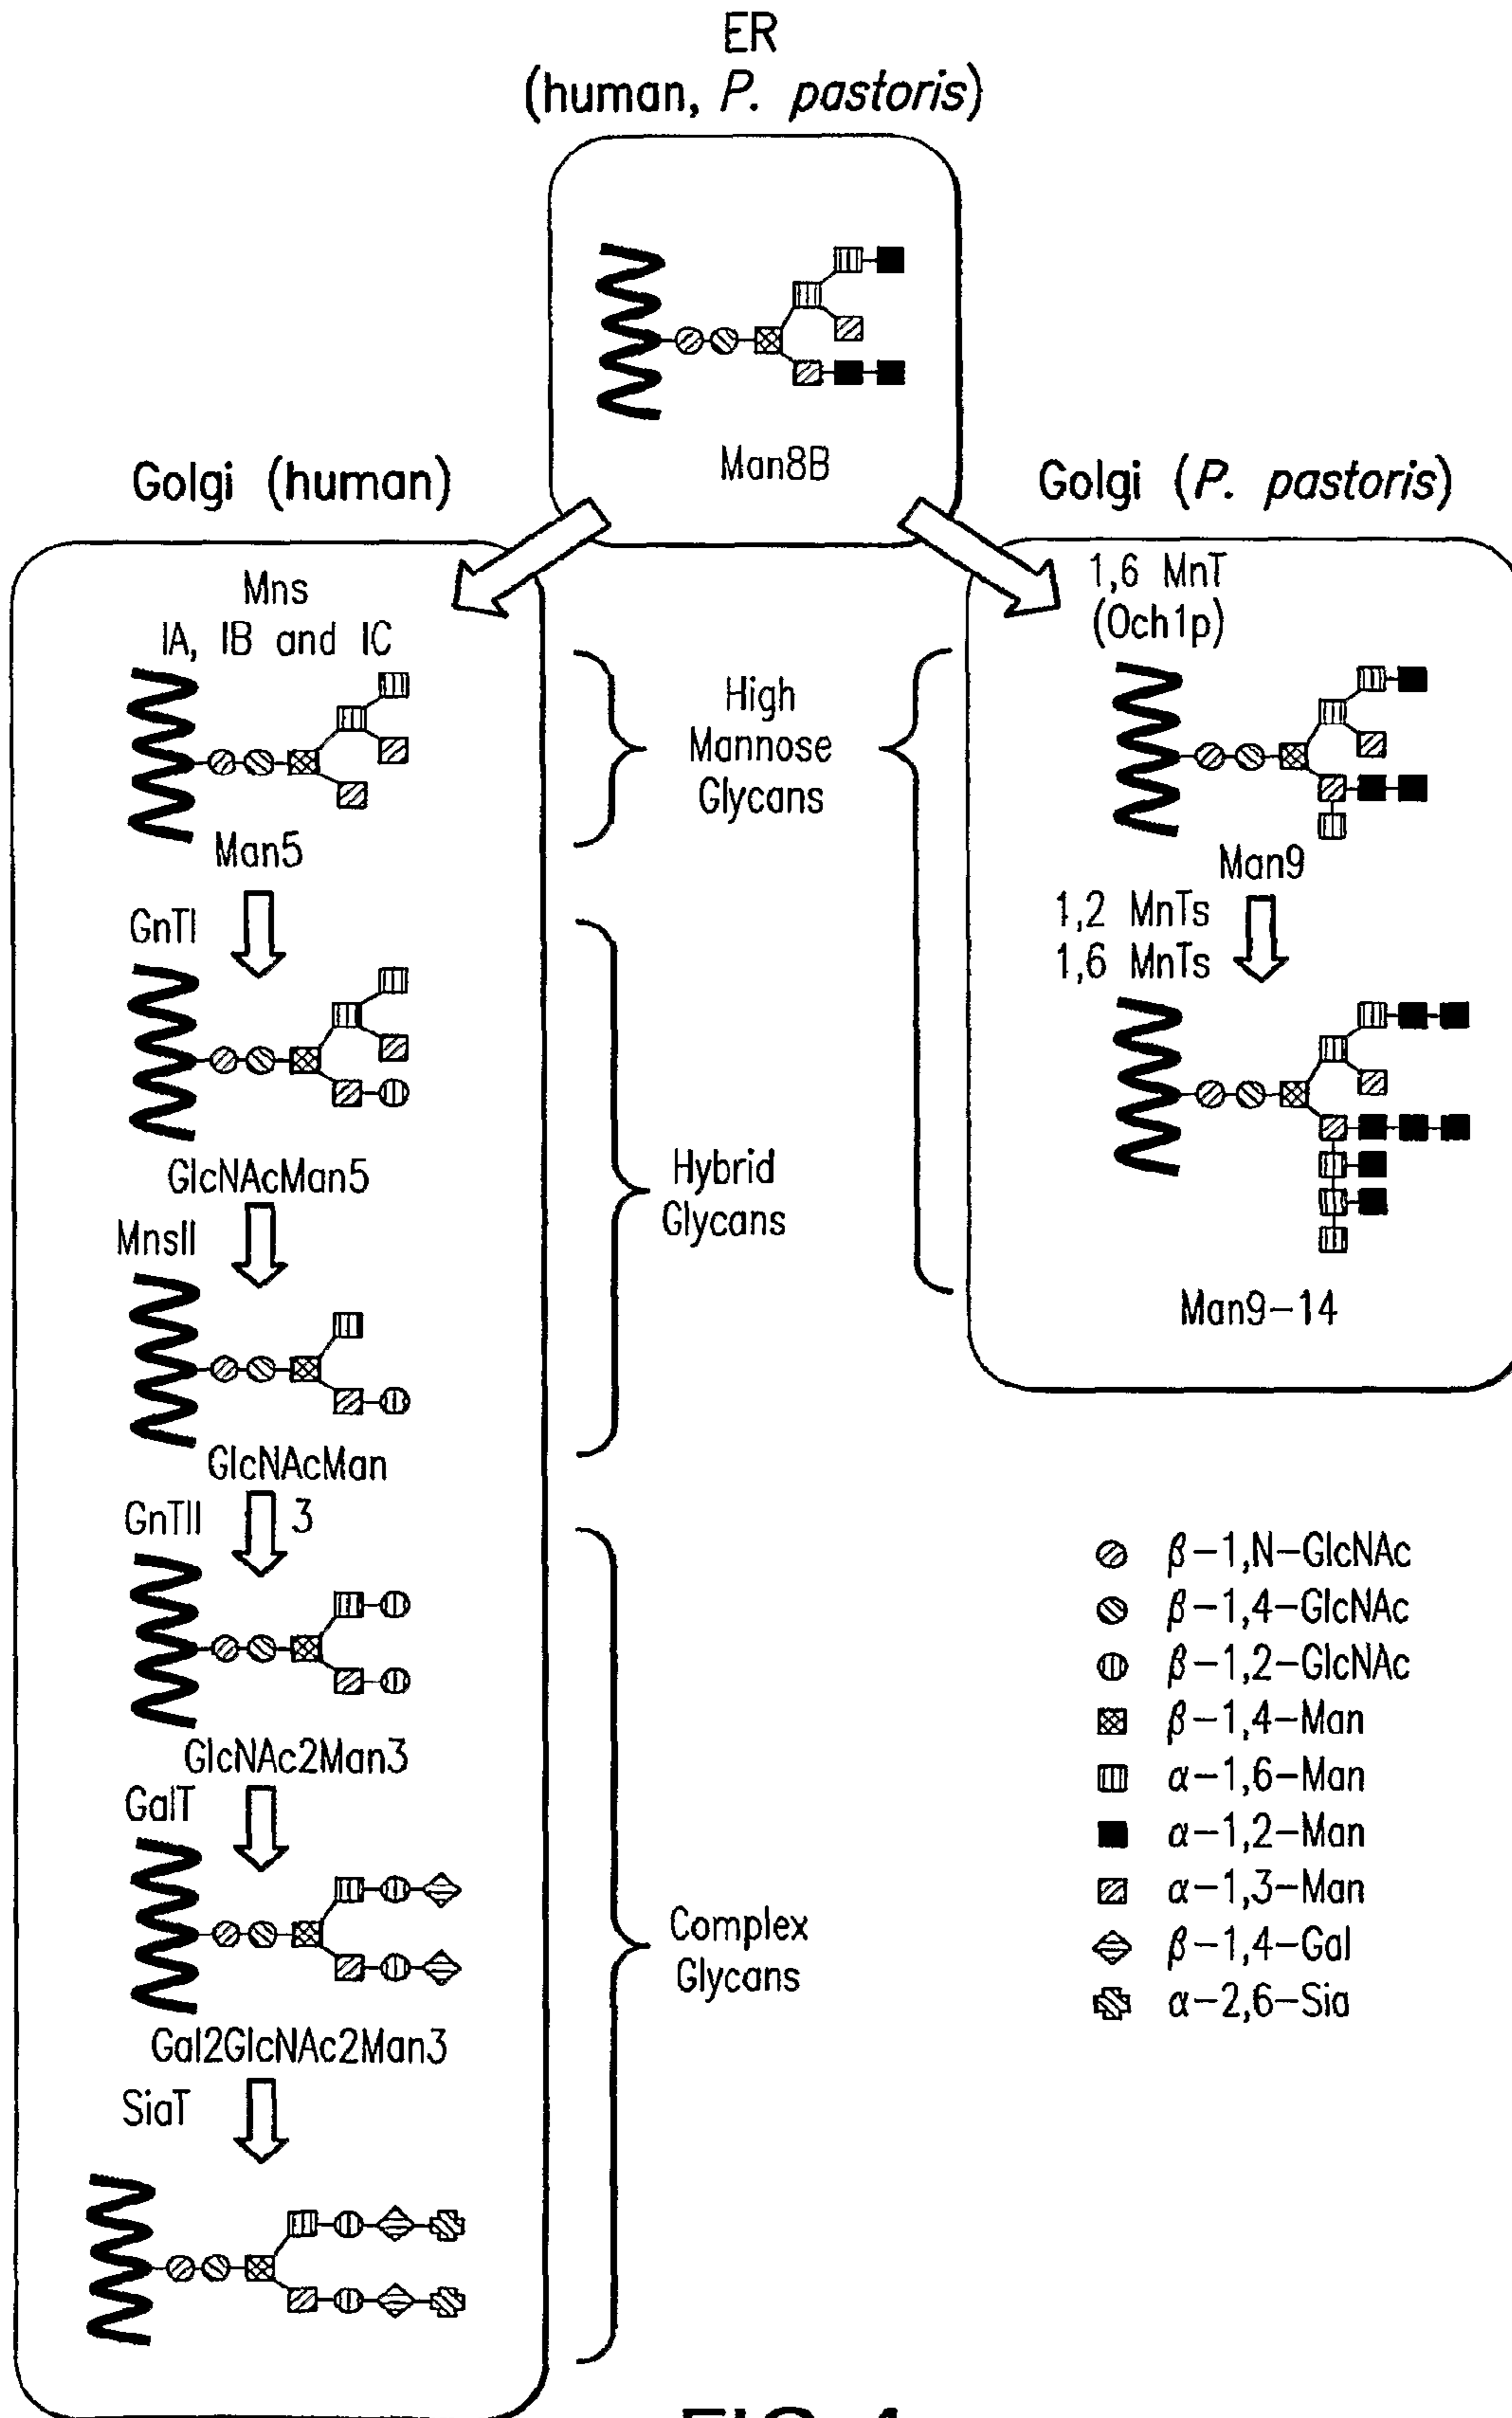 ER
(human, P. pastoris)
Man8B
Golgi (human)
Mns
IA, IB and IC
Man5
GnTI
GlcNAcMan5
MnsII
GlcNAcMan
GnTII
3
GlcNAc2Man3
GalT
Gal2GlcNAc2Man3
SiaT
High
Mannose
Glycans
Hybrid
Glycans
Complex
Glycans
Golgi (P. pastoris)
1,6 MnT
(Och1p)
Man9
1,2 MnTs
1,6 MnTs
Man9-14
β-1,N-GlcNAc
β-1,4-GlcNAc
β-1,2-GlcNAc
β-1,4-Man
α-1,6-Man
α-1,2-Man
α-1,3-Man
β-1,4-Gal
α-2,6-Sia